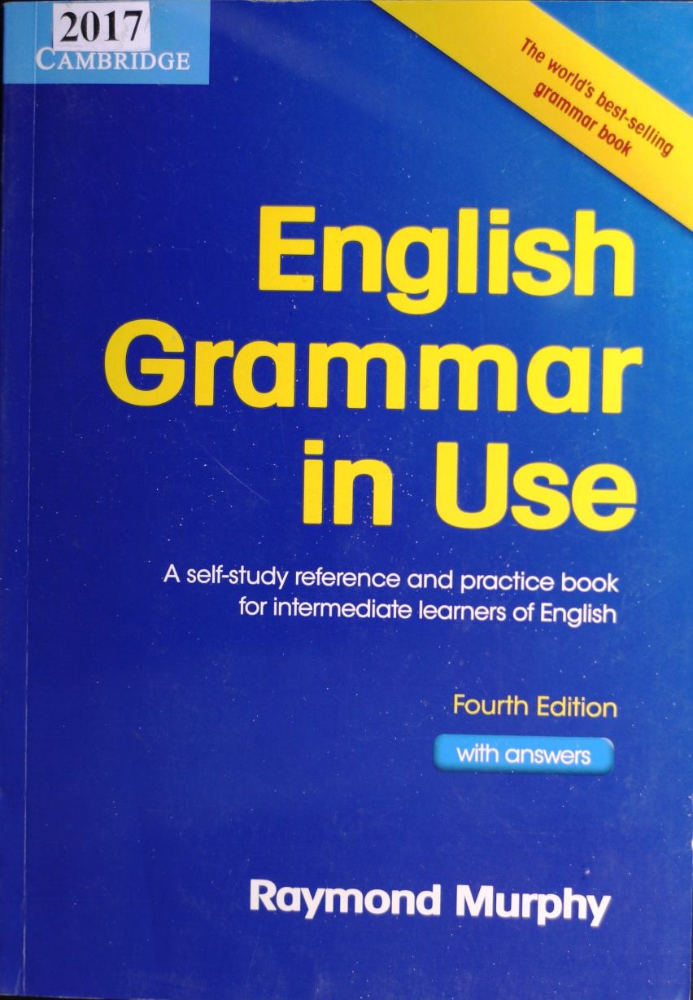 2017
CAMBRIDGE
The world's best-selling
grammar book
English
Grammar
in Use
A self-study reference and practice book
for intermediate learners of English
Fourth Edition
with answers
Raymond Murphy